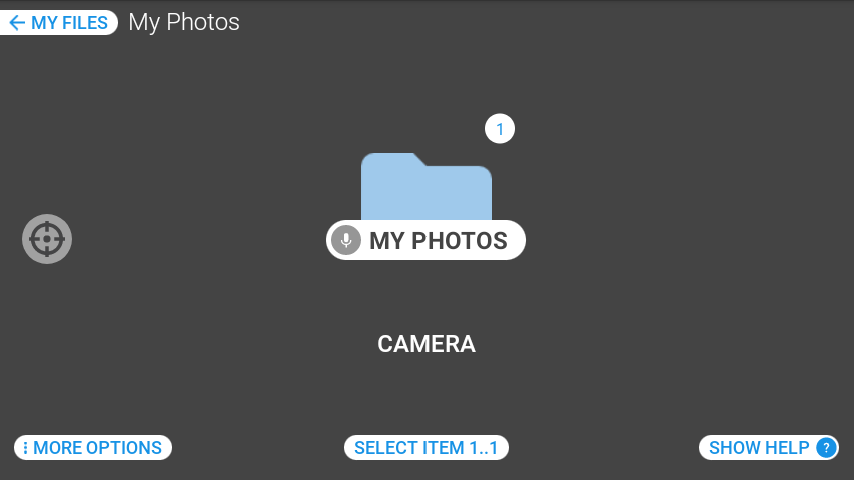 MY FILES
My Photos
1
MY PHOTOS
CAMERA
MORE OPTIONS
SELECT ITEM 1..1
SHOW HELP ?